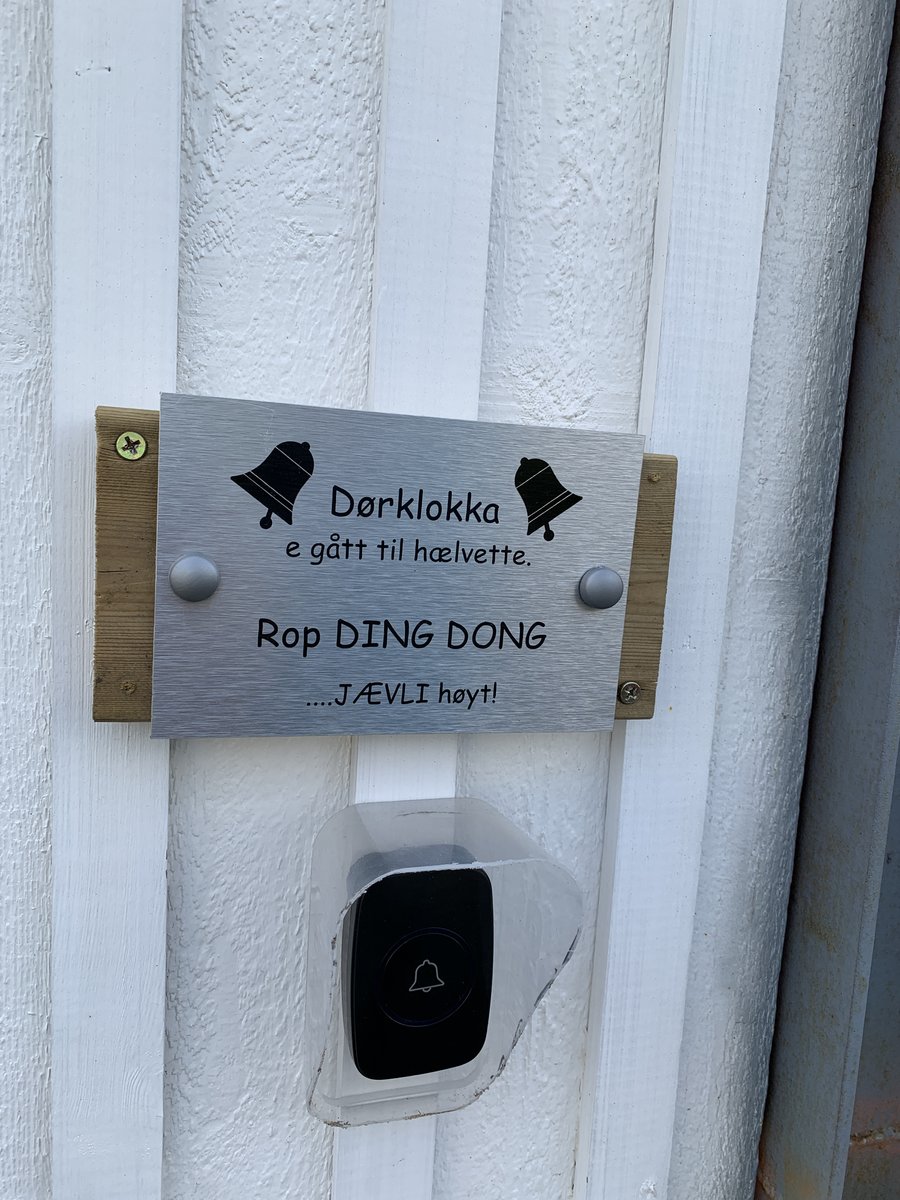 Dørklokka
e gått til hælvette.
Rop DING DONG
....JÆVLI høyt!